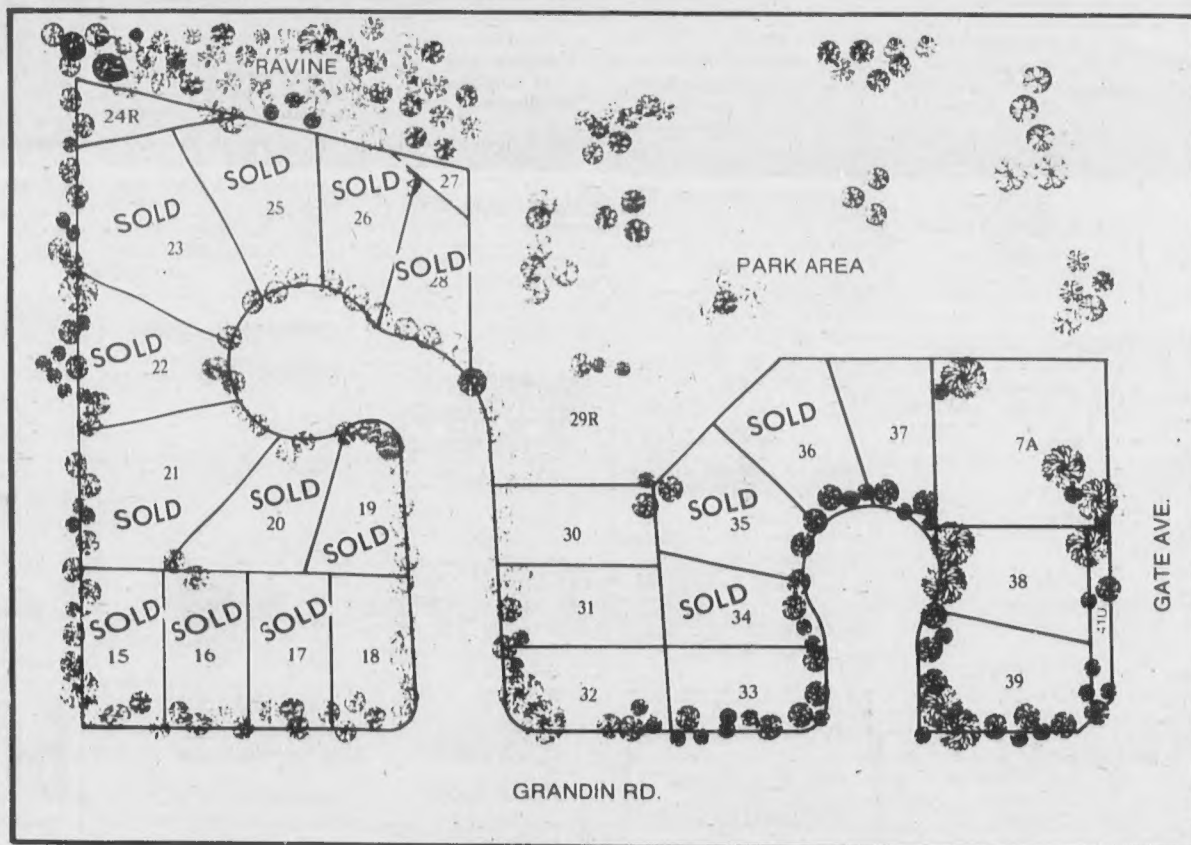 RAVINE
24R
SOLD
25
SOLD
26
27
SOLD
23
SOLD
28
PARK AREA
SOLD
22
29R
SOLD
36
37
7A
21
SOLD
SOLD
20
19
SOLD
SOLD
35
30
38
GATE AVE.
31
SOLD
34
41U
SOLD
15
SOLD
16
SOLD
17
18
32
33
39
GRANDIN RD.